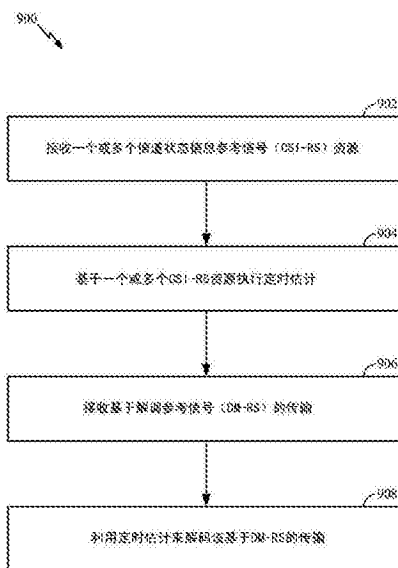 900
902
接收一个或多个信道状态信息参考信号（CSI-RS）资源
904
基于一个或多个CSI-RS资源执行定时估计
906
接收基于解调参考信号（DM-RS）的传输
908
利用定时估计来解码该基于DM-RS的传输